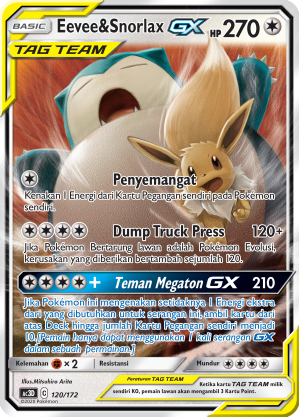 BASIC
Eevee&Snorlax GX HP 270
TAG TEAM
Penyemangat
Kenakan 1 Energi dari Kartu Pegangan sendiri pada Pokémon
sendiri.
Dump Truck Press 120+
Jika Pokémon Bertarung lawan adalah Pokémon Evolusi,
kerusakan yang diberikan bertambah sejumlah 120.
+ Teman Megaton GX 210
Jika Pokémon ini mengenakan setidaknya 1 Energi ekstra
dari yang dibutuhkan untuk serangan ini, ambil kartu
dari atas Deck hingga jumlah Kartu Pegangan sendiri menjadi
10. [Pemain hanya dapat menggunakan 1 kali serangan GX
dalam pertandingan.]
Kelemahan ×2 Resistansi Mundur
Illus. Mitsuhiro Arita
Peraturan TAG TEAM
Ketika kartu TAG TEAM milik
sendiri KO, pemain lawan bisa mengambil 3 Kartu Point.
C 120/172
©2020 Pokémon